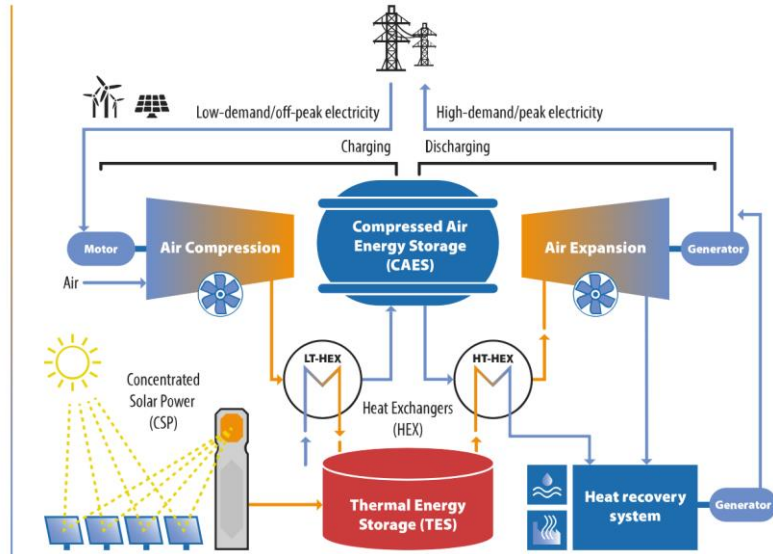 Low-demand/off-peak electricity
High-demand/peak electricity
Charging
Discharging
Motor
Air Compression
Compressed Air
Energy Storage
(CAES)
Air Expansion
Generator
Air
LT-HEX
HT-HEX
Concentrated
Solar Power
(CSP)
Heat Exchangers
(HEX)
Thermal Energy
Storage (TES)
Heat recovery
system
Generator